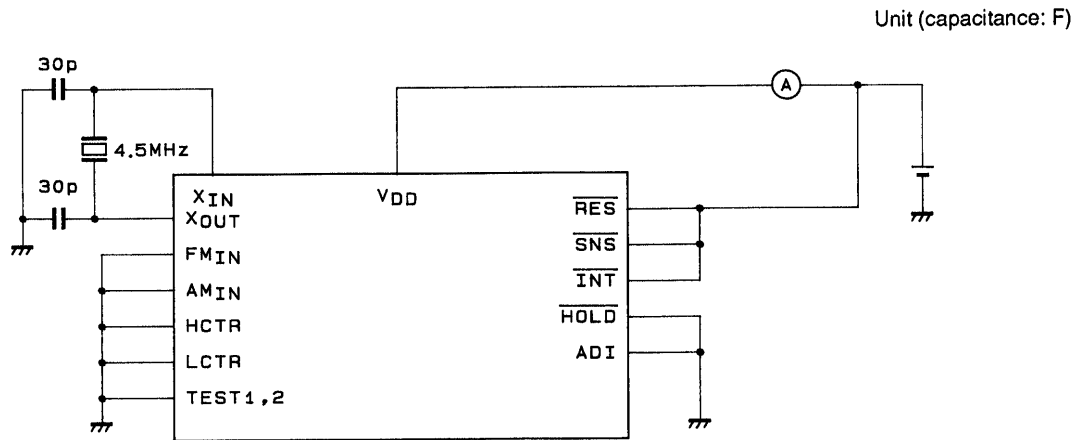 Unit (capacitance: F)
30p
A
4.5MHz
30p
XIN
VDD
XOUT
RES
FMIN
SNS
AMIN
INT
HCTR
HOLD
LCTR
ADI
TEST1,2